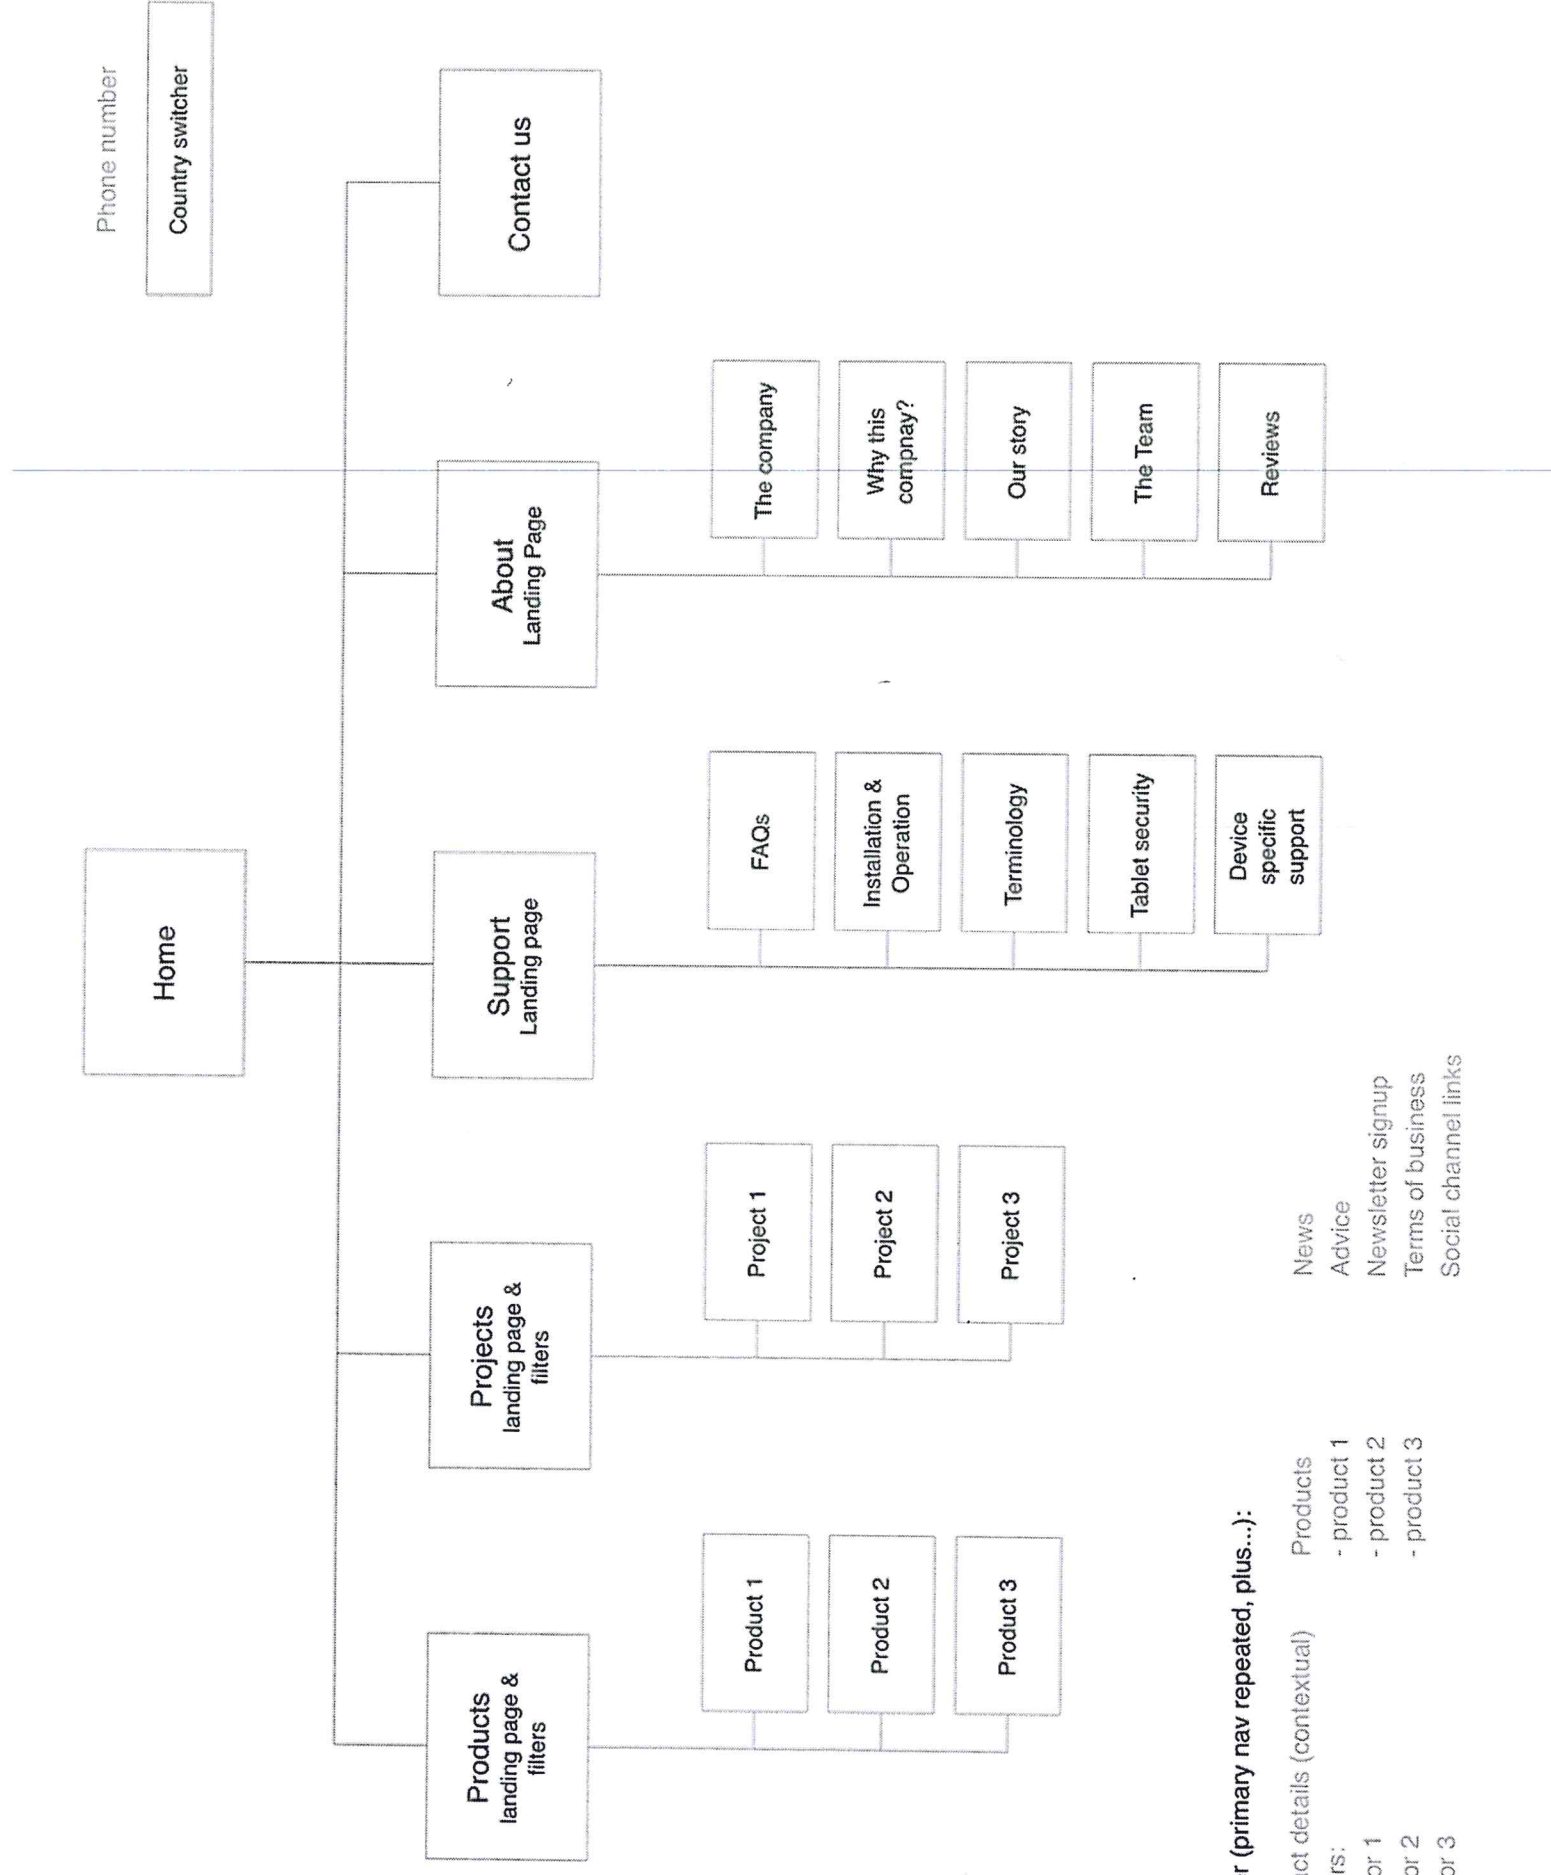 Phone number
Country switcher
Home
Products
landing page &
filters
Projects
landing page &
filters
Support
Landing page
About
Landing Page
Contact us
Product 1
Product 2
Product 3
Project 1
Project 2
Project 3
FAQs
Installation &
Operation
Terminology
Tablet security
Device
specific
support
The company
Why this
compnay?
Our story
The Team
Reviews
(primary nav repeated, plus...):
details (contextual)
1
2
3
Products
- product 1
- product 2
- product 3
News
Advice
Newsletter signup
Terms of business
Social channel links